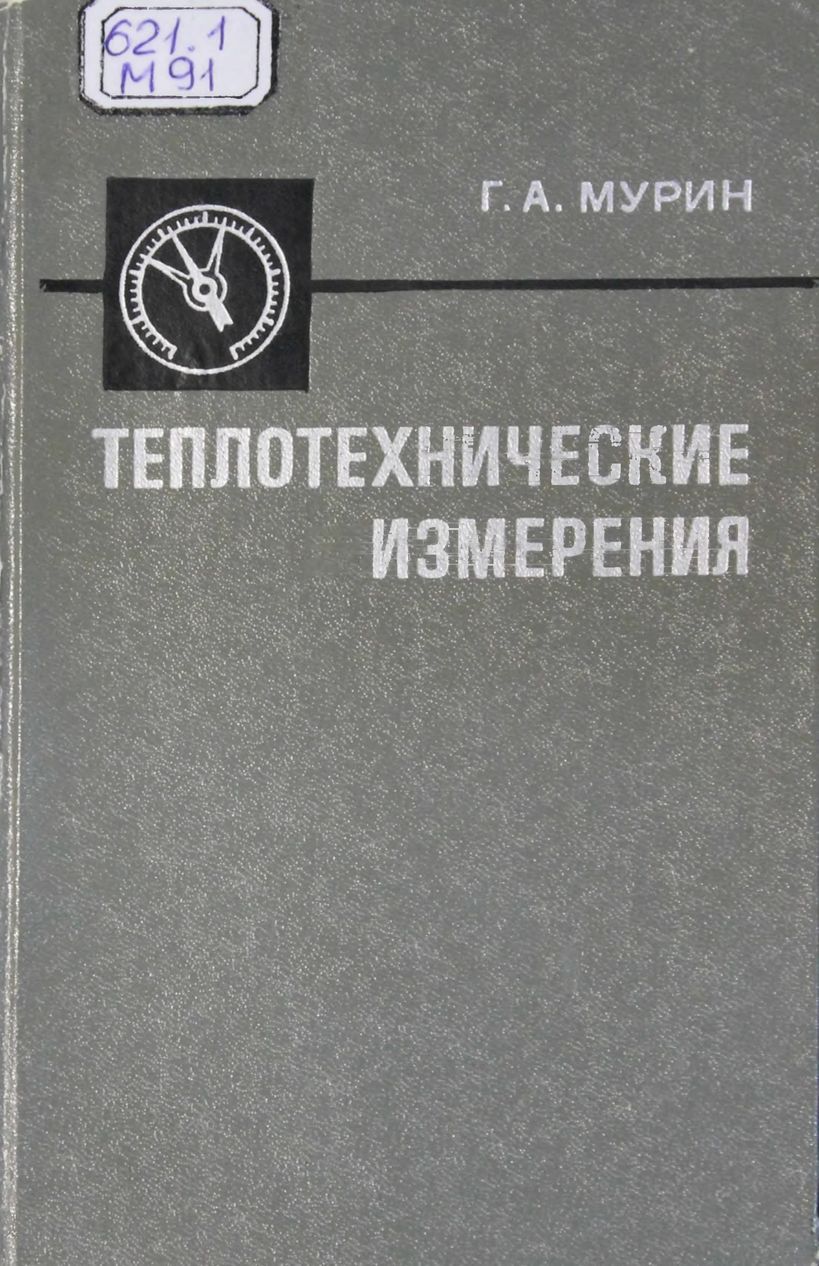 621.1
М91
Г. А. МУРИН
ТЕПЛОТЕХНИЧЕСКИЕ
ИЗМЕРЕНИЯ